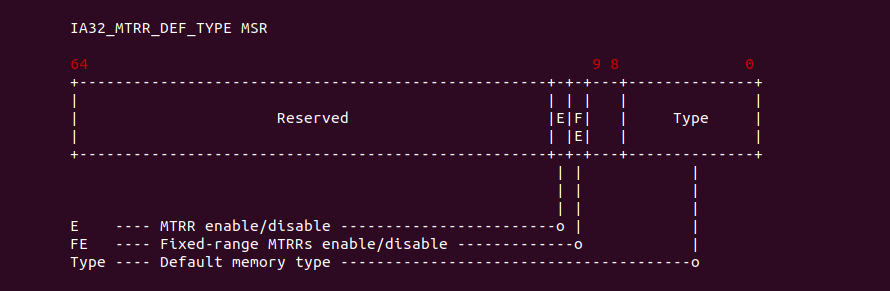 IA32_MTRR_DEF_TYPE MSR
64 9 8 0
+--------------------------------------------------+-+-+---+--------------+
| | | | | |
| Reserved |E|F| | Type |
| | |E| | |
+--------------------------------------------------+-+-+---+--------------+
| | |
| | |
| | |
E ---- MTRR enable/disable ------------------------o | |
FE ---- Fixed-range MTRRs enable/disable -------------o |
Type ---- Default memory type ---------------------------------------o